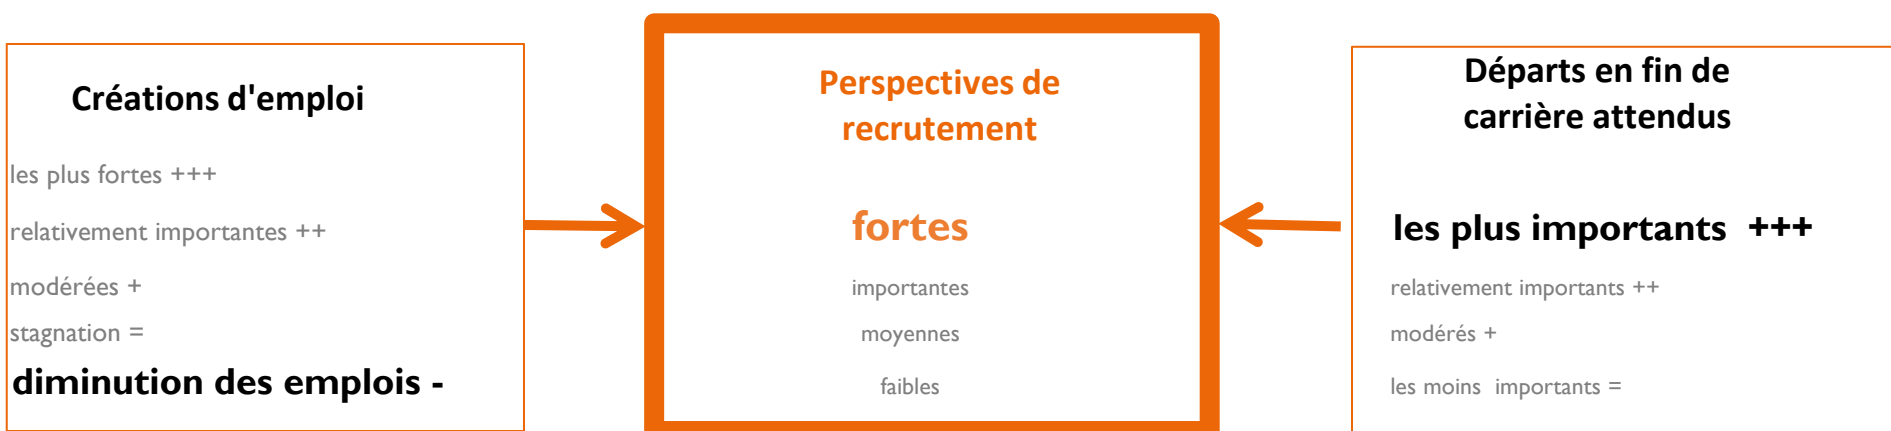 Créations d'emploi
les plus fortes +++
relativement importantes ++
modérées +
stagnation =
diminution des emplois -
Perspectives de
recrutement
fortes
importantes
moyennes
faibles
Départs en fin de
carrière attendus
les plus importants +++
relativement importants ++
modérés +
les moins importants =